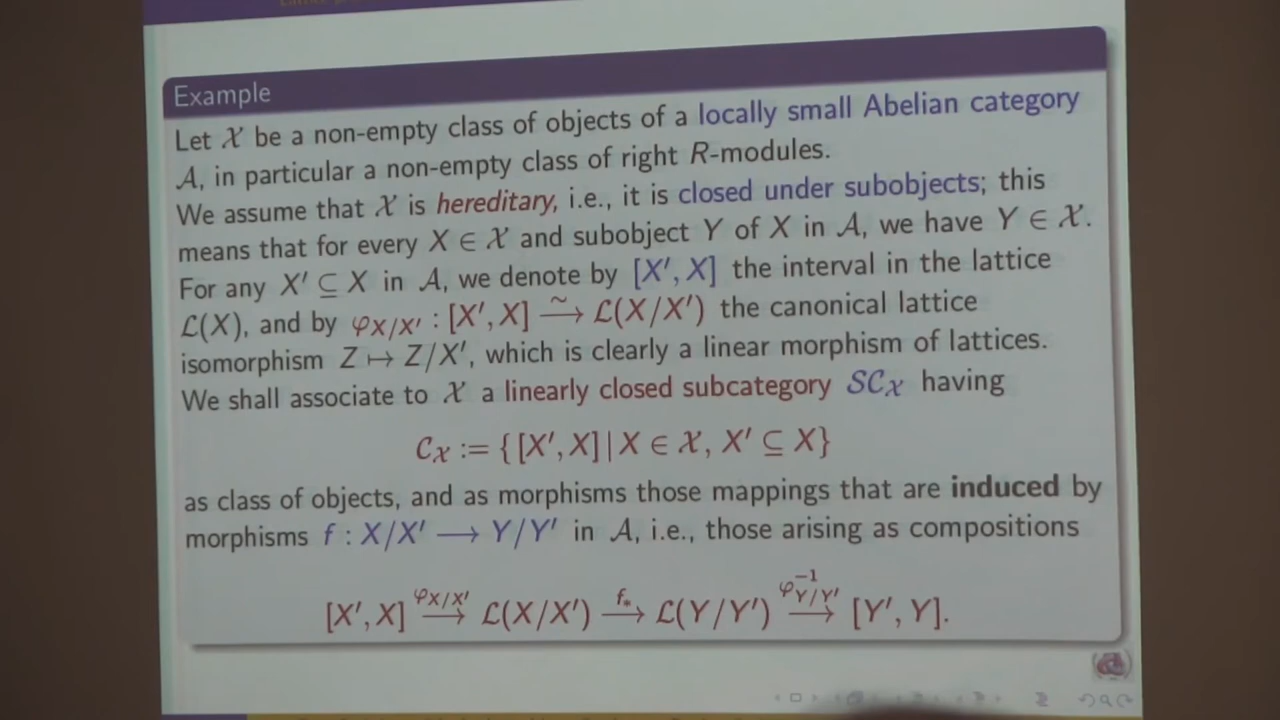 Example
Let 𝒳 be a non-empty class of objects of a locally small Abelian category
𝒜, in particular a non-empty class of right R-modules.
We assume that 𝒳 is hereditary, i.e., it is closed under subobjects; this
means that for every X ∈ 𝒳 and subobject Y of X in 𝒜, we have Y ∈ 𝒳.
For any X′ ⊆ X in 𝒜, we denote by [X′, X] the interval in the lattice
ℒ(X), and by φ_{X/X′} : [X′, X] ⥲ ℒ(X/X′) the canonical lattice
isomorphism Z ↦ Z/X′, which is clearly a linear morphism of lattices.
We shall associate to 𝒳 a linearly closed subcategory 𝒮𝒞_𝒳 having
𝒞_𝒳 := { [X′, X] | X ∈ 𝒳, X′ ⊆ X}
as class of objects, and as morphisms those mappings that are induced by
morphisms f : X/X′ ⟶ Y/Y′ in 𝒜, i.e., those arising as compositions
[X′, X] –φ_{X/X′}→ ℒ(X/X′) –f_*→ ℒ(Y/Y′) –φ^{-1}_{Y/Y′}→ [Y′, Y].